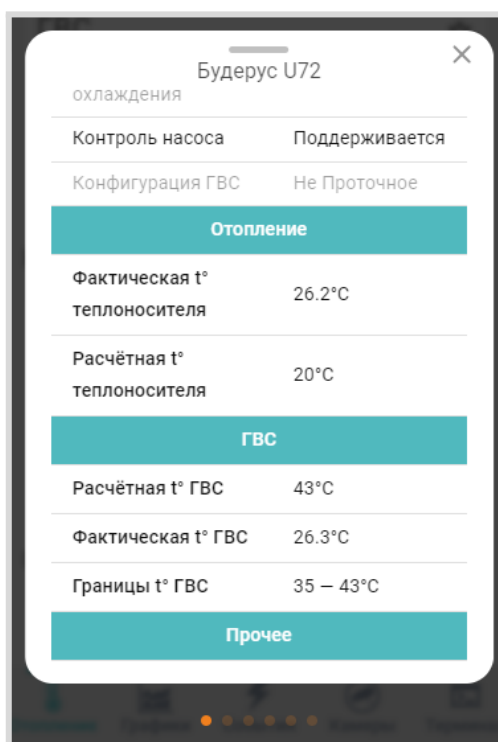 ГВС
Будерус U72
охлаждения
Контроль насоса Поддерживается
Конфигурация ГВС Не Проточное
Отопление
Фактическая t°
теплоносителя
26.2°C
Расчётная t°
теплоносителя
20°C
ГВС
Расчётная t° ГВС 43°C
Фактическая t° ГВС 26.3°C
Границы t° ГВС 35 — 43°C
Прочее